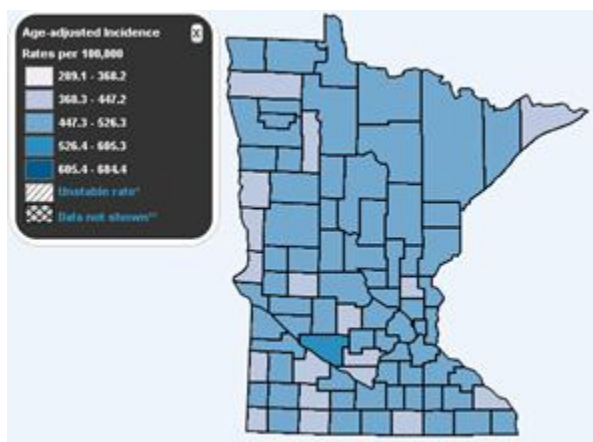 Age-adjusted Incidence
X
Rates per 100,000
289.1 - 368.2
368.3 - 447.2
447.3 - 526.3
526.4 - 605.3
605.4 - 684.4
Unstable rate*
Data not shown**